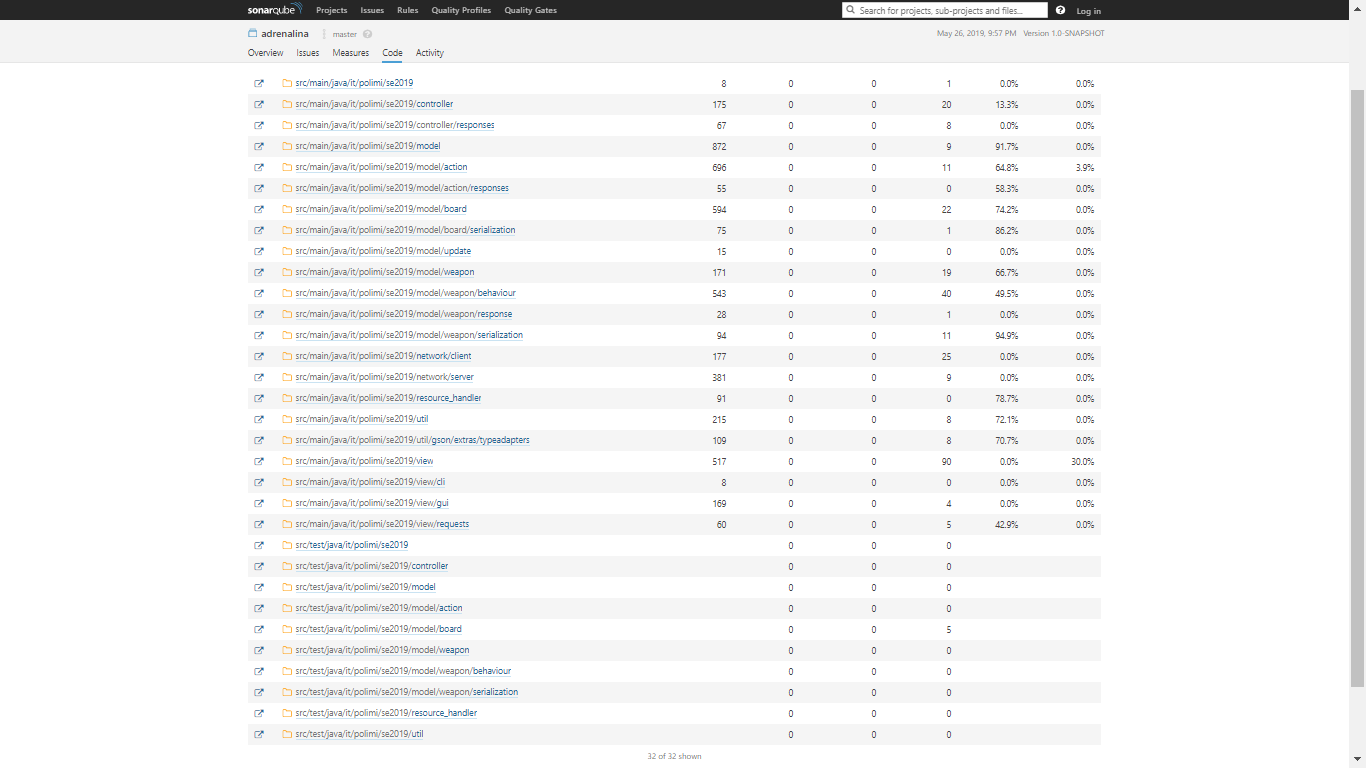 sonarqube Projects Issues Rules Quality Profiles Quality Gates Search for projects, sub-projects and files... ? Log in
adrenalina master ? May 26, 2019, 9:57 PM Version 1.0-SNAPSHOT
Overview Issues Measures Code Activity
src/main/java/it/polimi/se2019 8 0 0 1 0.0% 0.0%
src/main/java/it/polimi/se2019/controller 175 0 0 20 13.3% 0.0%
src/main/java/it/polimi/se2019/controller/responses 67 0 0 8 0.0% 0.0%
src/main/java/it/polimi/se2019/model 872 0 0 9 91.7% 0.0%
src/main/java/it/polimi/se2019/model/action 696 0 0 11 64.8% 3.9%
src/main/java/it/polimi/se2019/model/action/responses 55 0 0 0 58.3% 0.0%
src/main/java/it/polimi/se2019/model/board 594 0 0 22 74.2% 0.0%
src/main/java/it/polimi/se2019/model/board/serialization 75 0 0 1 86.2% 0.0%
src/main/java/it/polimi/se2019/model/update 15 0 0 0 0.0% 0.0%
src/main/java/it/polimi/se2019/model/weapon 171 0 0 19 66.7% 0.0%
src/main/java/it/polimi/se2019/model/weapon/behaviour 543 0 0 40 49.5% 0.0%
src/main/java/it/polimi/se2019/model/weapon/response 28 0 0 1 0.0% 0.0%
src/main/java/it/polimi/se2019/model/weapon/serialization 94 0 0 11 94.9% 0.0%
src/main/java/it/polimi/se2019/network/client 177 0 0 25 0.0% 0.0%
src/main/java/it/polimi/se2019/network/server 381 0 0 9 0.0% 0.0%
src/main/java/it/polimi/se2019/resource_handler 91 0 0 0 78.7% 0.0%
src/main/java/it/polimi/se2019/util 215 0 0 8 72.1% 0.0%
src/main/java/it/polimi/se2019/util/gson/extras/typeadapters 109 0 0 8 70.7% 0.0%
src/main/java/it/polimi/se2019/view 517 0 0 90 0.0% 30.0%
src/main/java/it/polimi/se2019/view/cli 8 0 0 0 0.0% 0.0%
src/main/java/it/polimi/se2019/view/gui 169 0 0 4 0.0% 0.0%
src/main/java/it/polimi/se2019/view/requests 60 0 0 5 42.9% 0.0%
src/test/java/it/polimi/se2019 0 0 0
src/test/java/it/polimi/se2019/controller 0 0 0
src/test/java/it/polimi/se2019/model 0 0 0
src/test/java/it/polimi/se2019/model/action 0 0 0
src/test/java/it/polimi/se2019/model/board 0 0 5
src/test/java/it/polimi/se2019/model/weapon 0 0 0
src/test/java/it/polimi/se2019/model/weapon/behaviour 0 0 0
src/test/java/it/polimi/se2019/model/weapon/serialization 0 0 0
src/test/java/it/polimi/se2019/resource_handler 0 0 0
src/test/java/it/polimi/se2019/util 0 0 0
32 of 32 shown